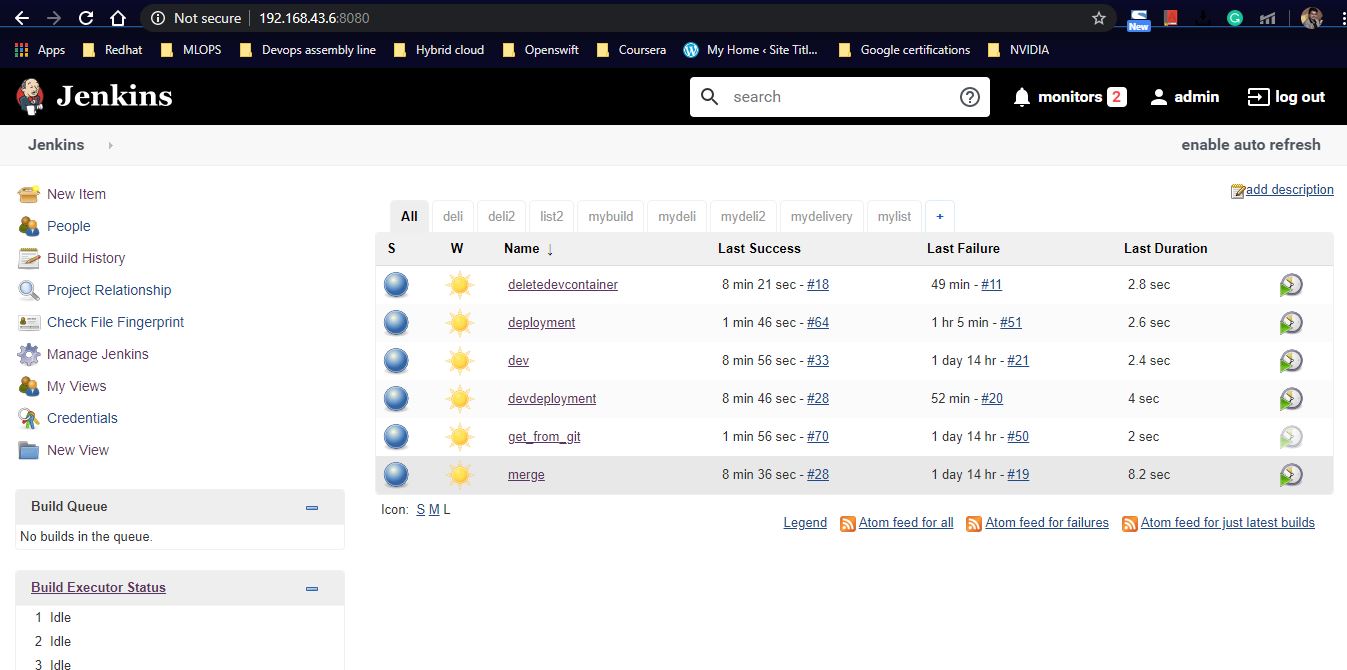 Not secure 192.168.43.6:8080
New
Apps Redhat MLOPS Devops assembly line Hybrid cloud Openswift Coursera My Home ‹ Site Titl... Google certifications NVIDIA
Jenkins search monitors 2 admin log out
Jenkins enable auto refresh
add description
New Item
People
Build History
Project Relationship
Check File Fingerprint
Manage Jenkins
My Views
Credentials
New View
Build Queue
No builds in the queue.
Build Executor Status
1 Idle
2 Idle
3 Idle
All deli deli2 list2 mybuild mydeli mydeli2 mydelivery mylist +
S W Name ↓ Last Success Last Failure Last Duration
deletedevcontainer 8 min 21 sec - #18 49 min - #11 2.8 sec
deployment 1 min 46 sec - #64 1 hr 5 min - #51 2.6 sec
dev 8 min 56 sec - #33 1 day 14 hr - #21 2.4 sec
devdeployment 8 min 46 sec - #28 52 min - #20 4 sec
get_from_git 1 min 56 sec - #70 1 day 14 hr - #50 2 sec
merge 8 min 36 sec - #28 1 day 14 hr - #19 8.2 sec
Icon: S M L
Legend Atom feed for all Atom feed for failures Atom feed for just latest builds